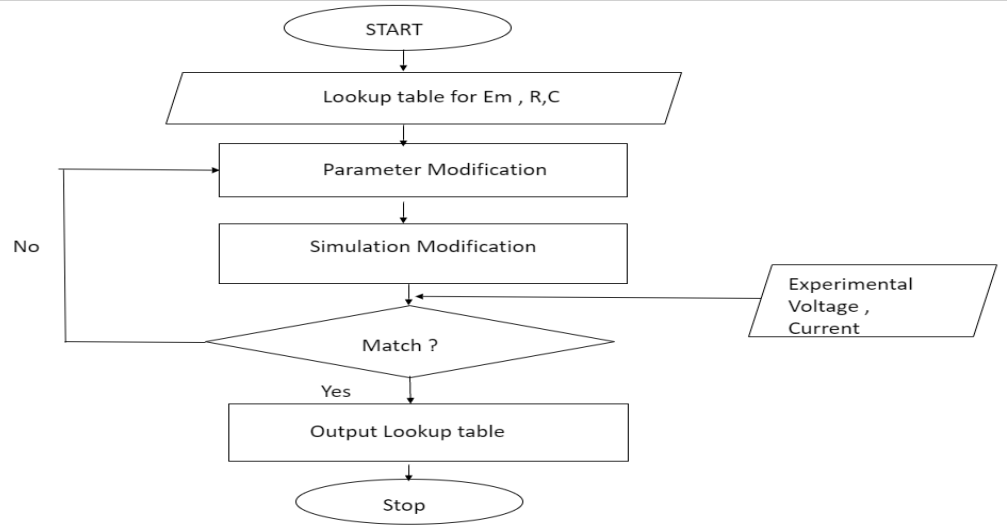 START
Lookup table for Em , R,C
Parameter Modification
No
Simulation Modification
Experimental
Voltage ,
Current
Match ?
Yes
Output Lookup table
Stop